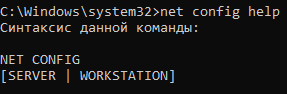 C:\Windows\system32>net config help
Синтаксис данной команды:
NET CONFIG
[SERVER | WORKSTATION]